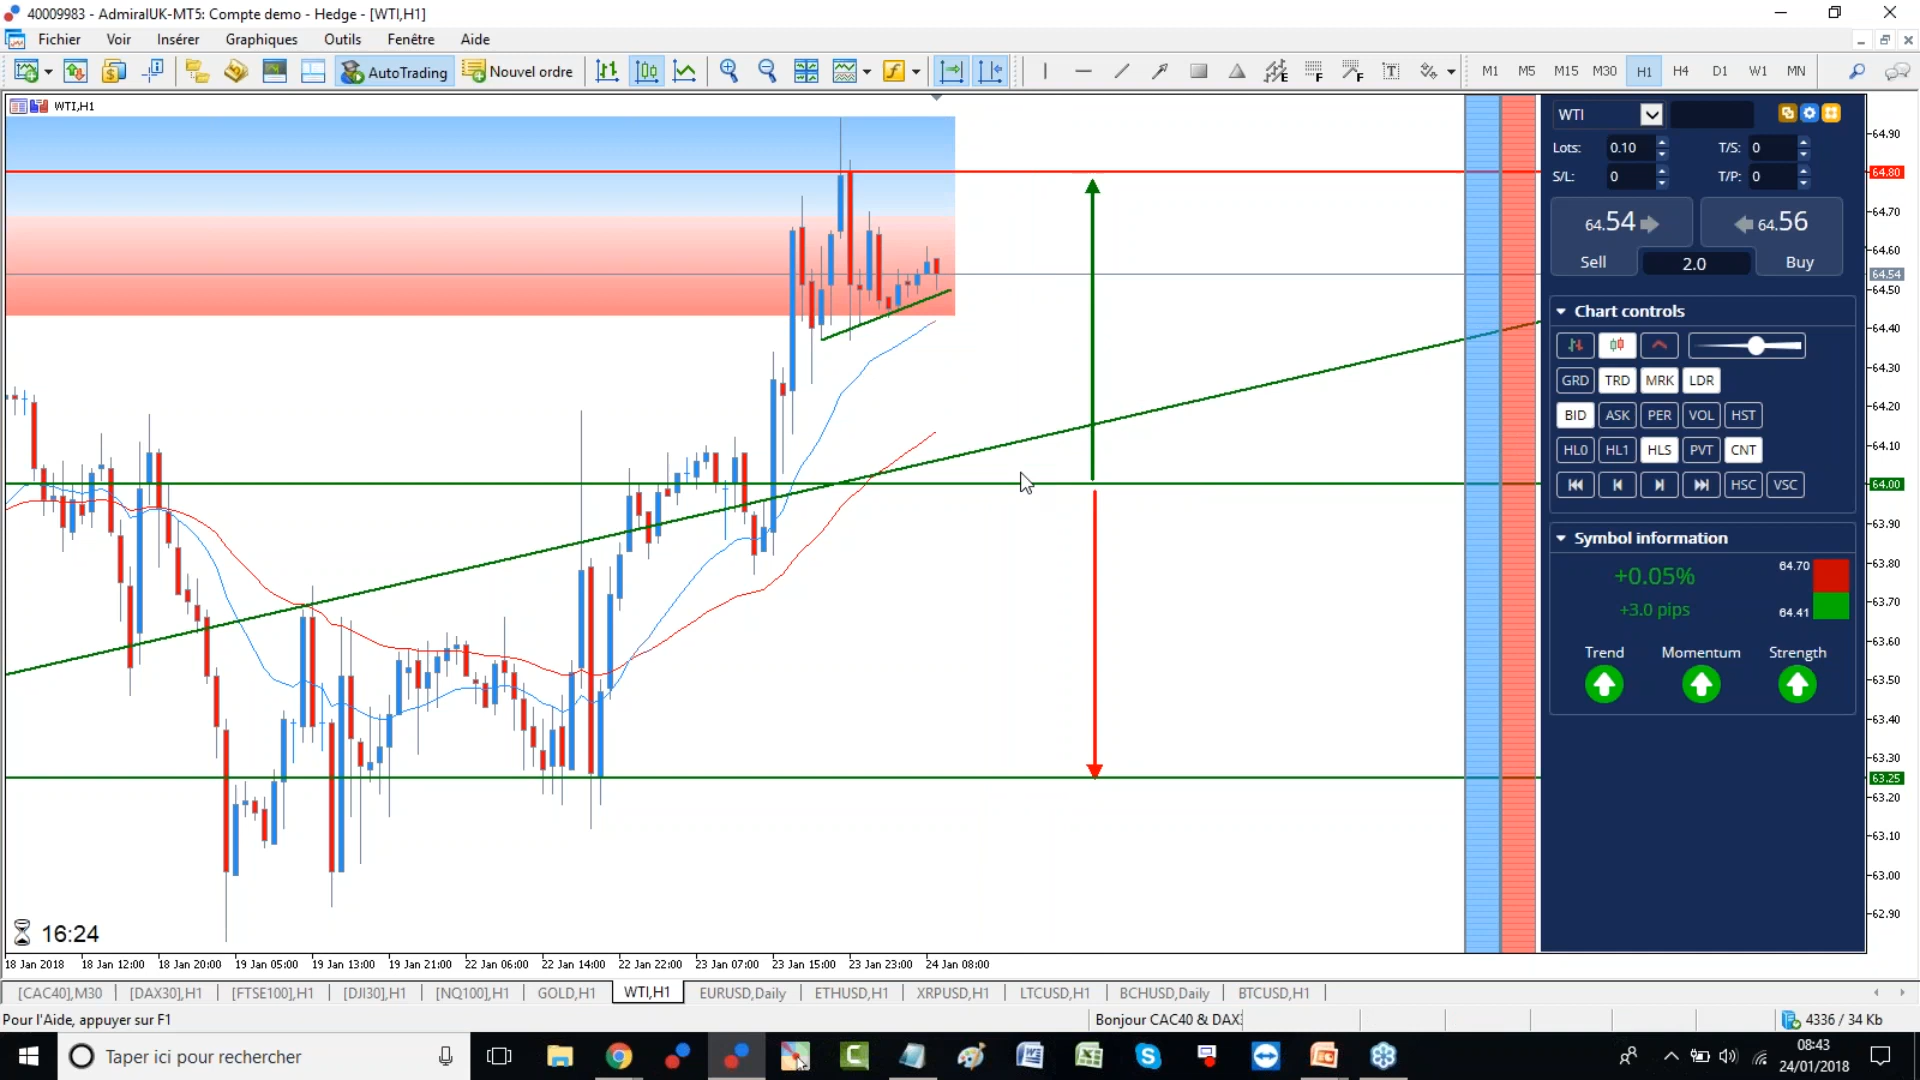 40009983 - AdmiralUK-MT5: Compte demo - Hedge - [WTI,H1]
Fichier Voir Insérer Graphiques Outils Fenêtre Aide
AutoTrading Nouvel ordre M1 M5 M15 M30 H1 H4 D1 W1 MN
WTI,H1
WTI
Lots: 0.10 T/S: 0
S/L: 0 T/P: 0
64.54 64.56
Sell 2.0 Buy
Chart controls
GRD TRD MRK LDR
BID ASK PER VOL HST
HL0 HL1 HLS PVT CNT
HSC VSC
Symbol information
+0.05% 64.70
+3.0 pips 64.41
Trend Momentum Strength
64.90
64.80
64.70
64.60
64.54
64.50
64.40
64.30
64.20
64.10
64.00
63.90
63.80
63.70
63.60
63.50
63.40
63.30
63.25
63.20
63.10
63.00
62.90
16:24
18 Jan 2018 18 Jan 12:00 18 Jan 20:00 19 Jan 05:00 19 Jan 13:00 19 Jan 21:00 22 Jan 06:00 22 Jan 14:00 22 Jan 22:00 23 Jan 07:00 23 Jan 15:00 23 Jan 23:00 24 Jan 08:00
[CAC40],M30 [DAX30],H1 [FTSE100],H1 [DJI30],H1 [NQ100],H1 GOLD,H1 WTI,H1 EURUSD,Daily ETHUSD,H1 XRPUSD,H1 LTCUSD,H1 BCHUSD,Daily BTCUSD,H1
Pour l'Aide, appuyer sur F1 Bonjour CAC40 & DAX 4336 / 34 Kb
Taper ici pour rechercher
08:43
24/01/2018